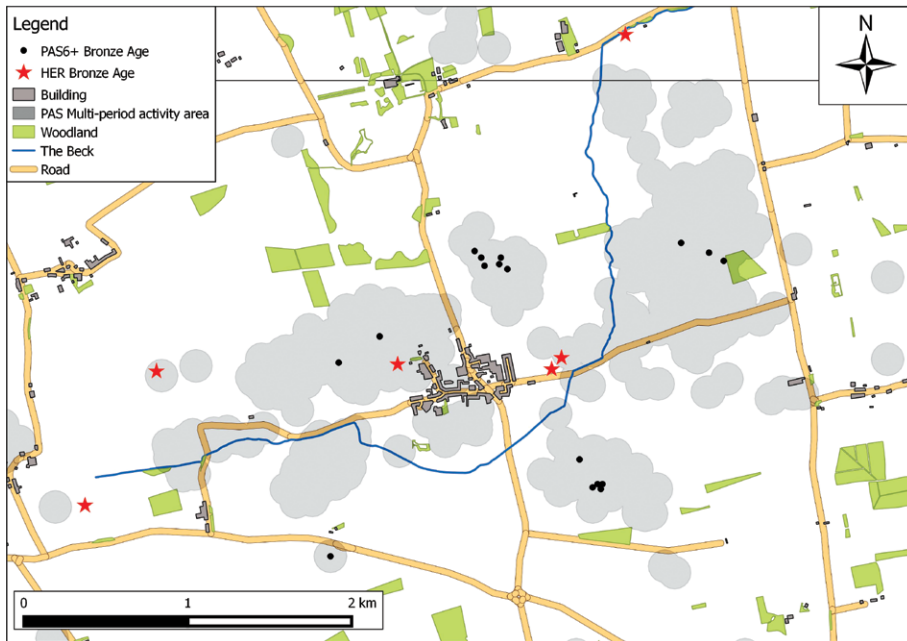 Legend
PAS6+ Bronze Age
HER Bronze Age
Building
PAS Multi-period activity area
Woodland
The Beck
Road
N
0 1 2 km